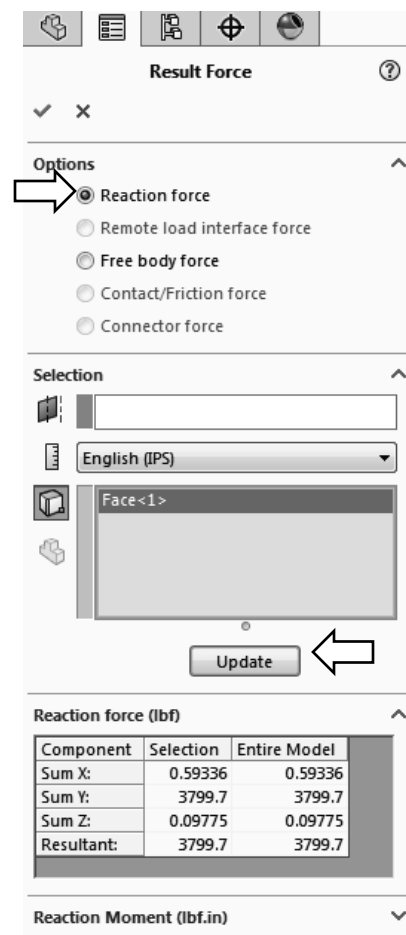 Result Force
?
Options
Reaction force
Remote load interface force
Free body force
Contact/Friction force
Connector force
Selection
English (IPS)
Face<1>
Update
Reaction force (lbf)
Component Selection Entire Model
Sum X: 0.59336 0.59336
Sum Y: 3799.7 3799.7
Sum Z: 0.09775 0.09775
Resultant: 3799.7 3799.7
Reaction Moment (lbf.in)